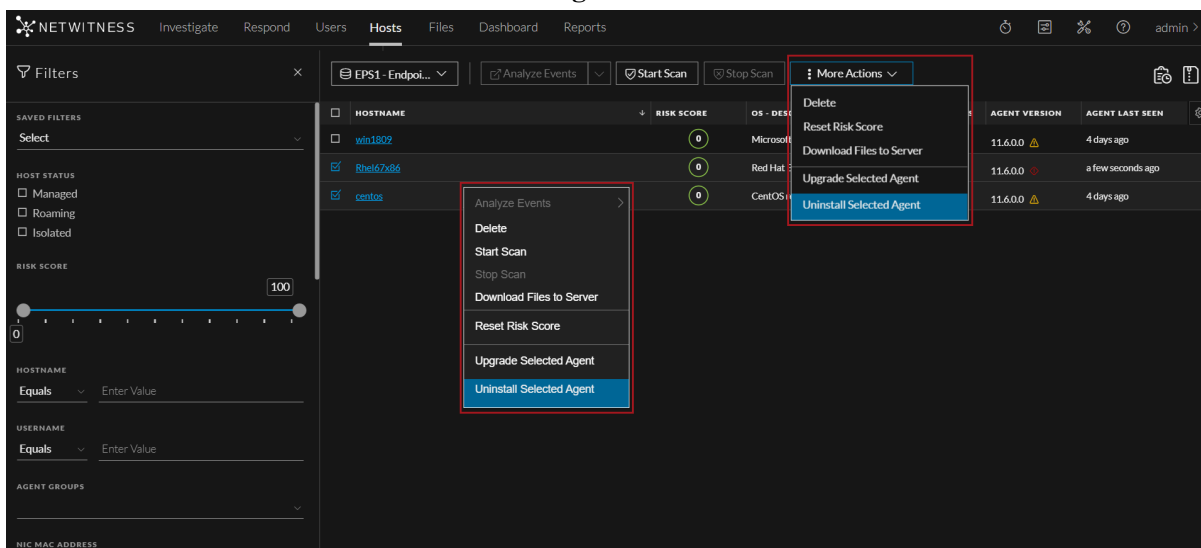 NETWITNESS Investigate Respond Users Hosts Files Dashboard Reports admin >
Filters ×
EPS1 - Endpoi... Analyze Events Start Scan Stop Scan More Actions
SAVED FILTERS
Select
HOST STATUS
Managed
Roaming
Isolated
RISK SCORE
100
0
HOSTNAME
Equals Enter Value
USERNAME
Equals Enter Value
AGENT GROUPS
NIC MAC ADDRESS
HOSTNAME RISK SCORE OS - DES AGENT VERSION AGENT LAST SEEN
win1809 0 Microsoft 11.6.0.0 4 days ago
Rhel67x86 0 Red Hat 11.6.0.0 a few seconds ago
centos 0 CentOS 11.6.0.0 4 days ago
Analyze Events
Delete
Start Scan
Stop Scan
Download Files to Server
Reset Risk Score
Upgrade Selected Agent
Uninstall Selected Agent
Delete
Reset Risk Score
Download Files to Server
Upgrade Selected Agent
Uninstall Selected Agent